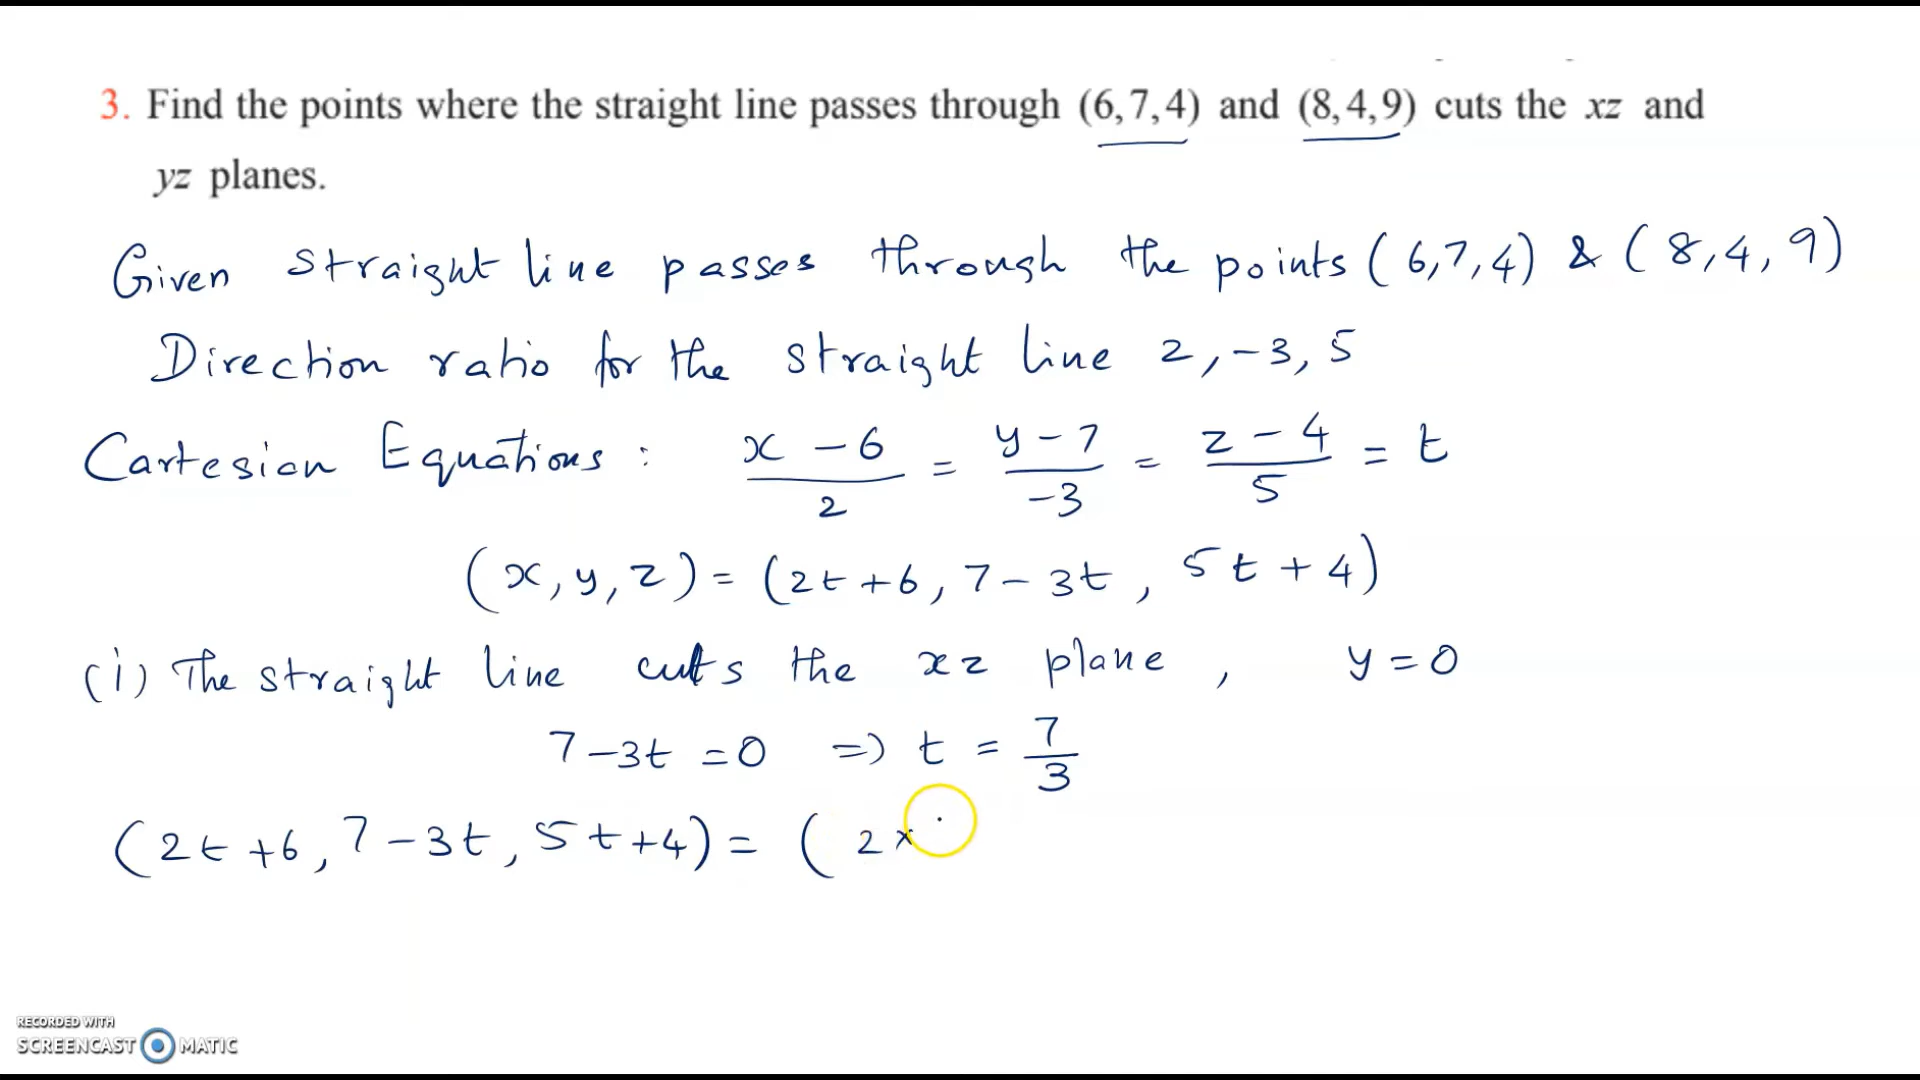 3. Find the points where the straight line passes through (6,7,4) and (8,4,9) cuts the xz and
yz planes.
Given straight line passes through the points (6,7,4) & (8,4,9)
Direction ratio for the straight line 2, -3, 5
Cartesian Equations : (x - 6)/2 = (y - 7)/-3 = (z - 4)/5 = t
(x, y, z) = (2t + 6, 7 - 3t, 5t + 4)
(i) The straight line cuts the xz plane, y = 0
7 - 3t = 0 => t = 7/3
(2t + 6, 7 - 3t, 5t + 4) = ( 2 ×
RECORDED WITH
SCREENCAST MATIC